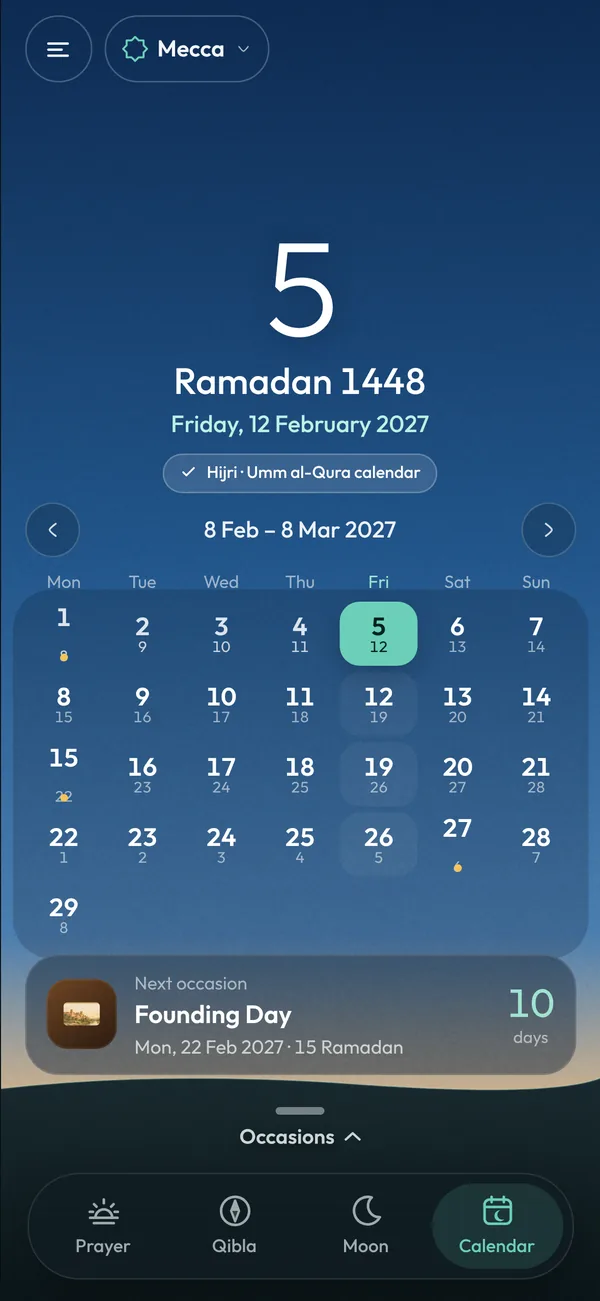 Mecca
5
Ramadan 1448
Friday, 12 February 2027
Hijri · Umm al-Qura calendar
8 Feb – 8 Mar 2027
Mon Tue Wed Thu Fri Sat Sun
1 2 3 4 5 6 7
9 10 11 12 13 14
8 9 10 11 12 13 14
15 16 17 18 19 20 21
15 16 17 18 19 20 21
22 23 24 25 26 27 28
22 23 24 25 26 27 28
1 2 3 4 5 7
29
8
Next occasion
Founding Day
Mon, 22 Feb 2027 · 15 Ramadan
10
days
Occasions
Prayer Qibla Moon Calendar